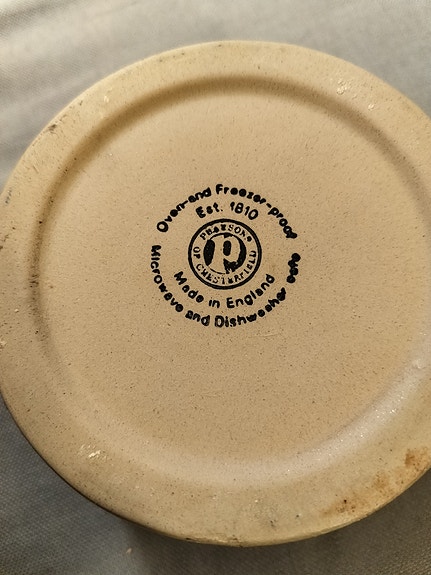 Oven-and Freezer-proof
Est. 1810
PEARSONS
OF CHESTERFIELD
P
Made in England
Microwave and Dishwasher safe